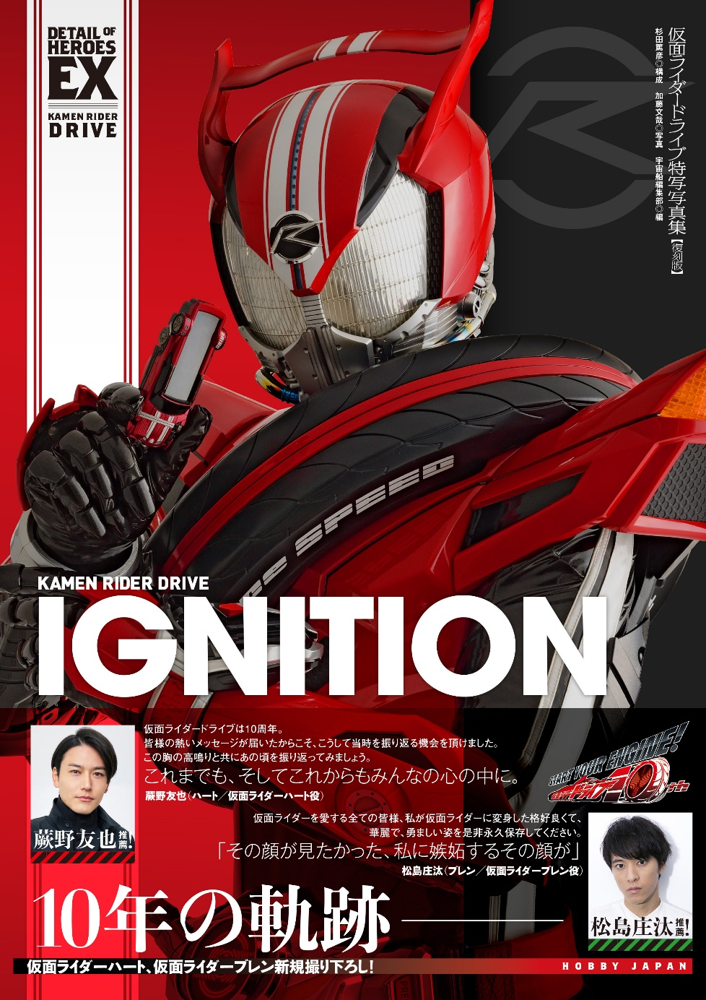 DETAIL OF
HEROES
EX
KAMEN RIDER
DRIVE
仮面ライダードライブ特写写真集【復刻版】
杉田篤彦◎構成 加藤文哉◎写真 宇宙船編集部◎編
SPEED
KAMEN RIDER DRIVE
IGNITION
仮面ライダードライブは10周年。
皆様の熱いメッセージが届いたからこそ、こうして当時を振り返る機会を頂けました。
この胸の高鳴りと共にあの頃を振り返ってみましょう。
これまでも、そしてこれからもみんなの心の中に。
蕨野友也(ハート/仮面ライダーハート役)
蕨野友也推薦!
START YOUR ENGINE!
仮面ライダードライブ10th
仮面ライダーを愛する全ての皆様、私が仮面ライダーに変身した格好良くて、
華麗で、勇ましい姿を是非永久保存してください。
「その顔が見たかった、私に嫉妬するその顔が」
松島庄汰(ブレン/仮面ライダーブレン役)
松島庄汰推薦!
10年の軌跡
仮面ライダーハート、仮面ライダーブレン新規撮り下ろし!
HOBBY JAPAN